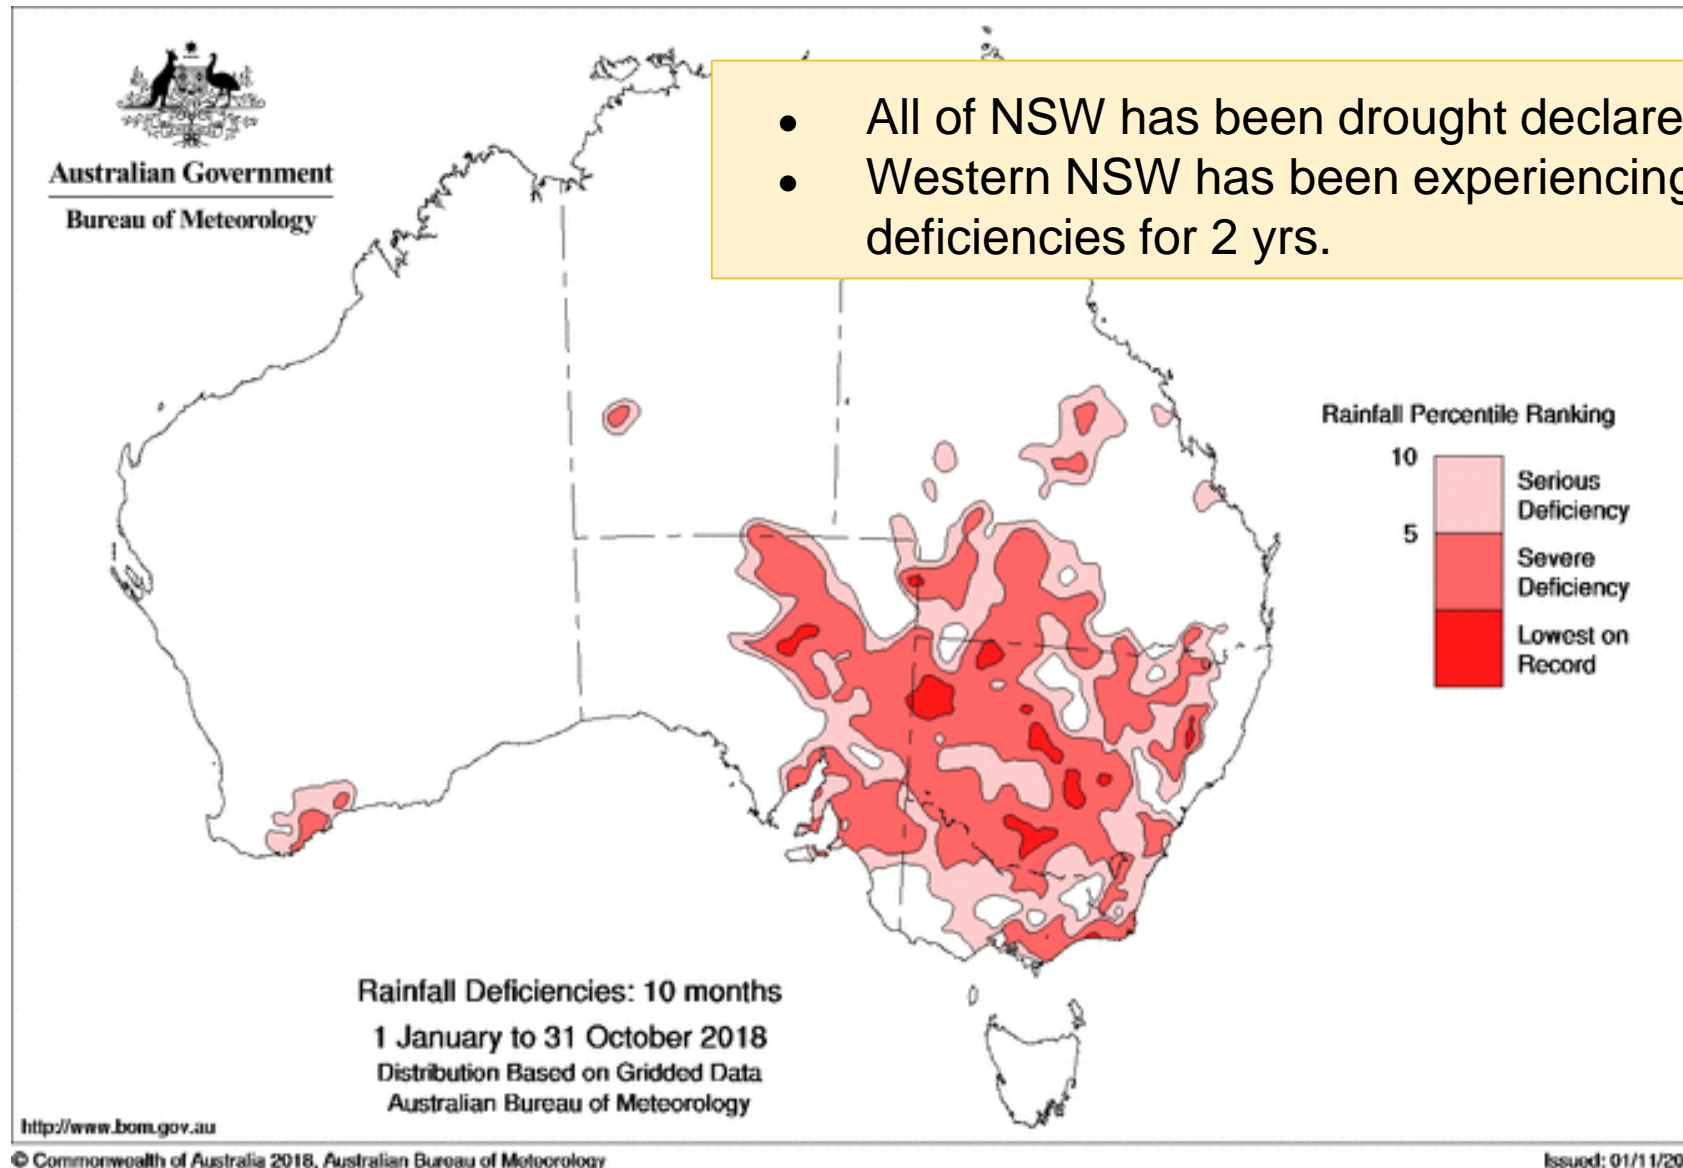 Australian Government
Bureau of Meteorology
• All of NSW has been drought declare
• Western NSW has been experiencing
deficiencies for 2 yrs.
Rainfall Percentile Ranking
10
Serious
Deficiency
5
Severe
Deficiency
Lowest on
Record
Rainfall Deficiencies: 10 months
1 January to 31 October 2018
Distribution Based on Gridded Data
Australian Bureau of Meteorology
http://www.bom.gov.au
© Commonwealth of Australia 2018, Australian Bureau of Meteorology
Issued: 01/11/20